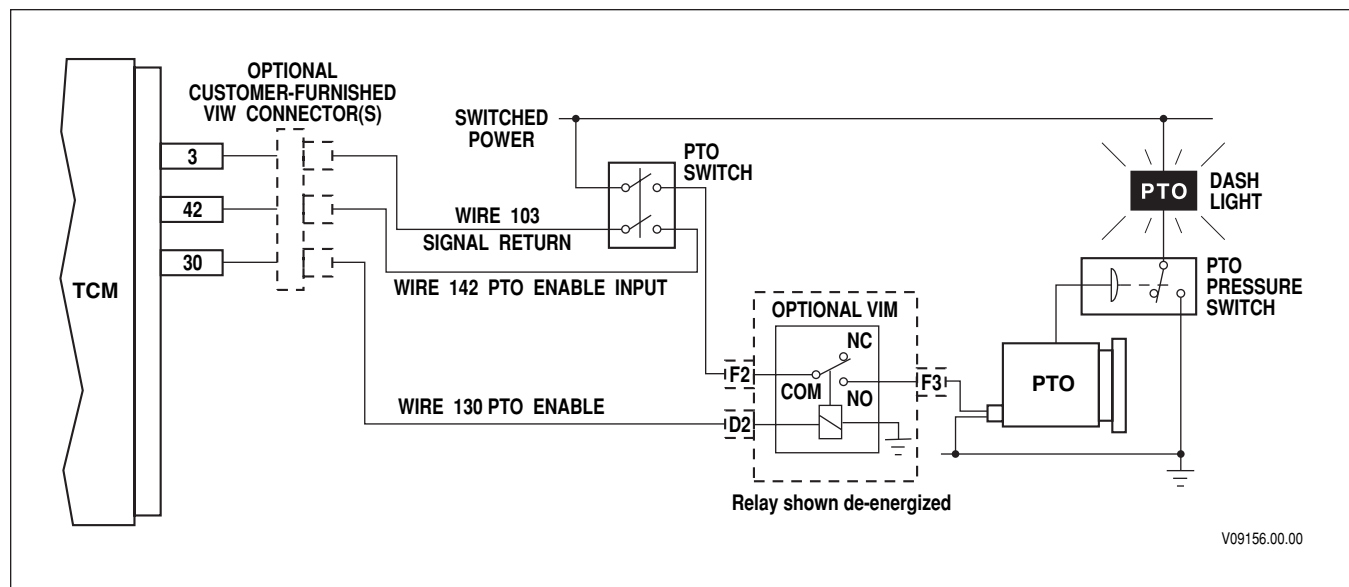 OPTIONAL
CUSTOMER-FURNISHED
VIW CONNECTOR(S)
3
42
30
TCM
SWITCHED
POWER
PTO
SWITCH
WIRE 103
SIGNAL RETURN
WIRE 142 PTO ENABLE INPUT
WIRE 130 PTO ENABLE
OPTIONAL VIM
NC
COM
NO
F2
D2
F3
Relay shown de-energized
PTO
DASH
LIGHT
PTO
PRESSURE
SWITCH
PTO
V09156.00.00